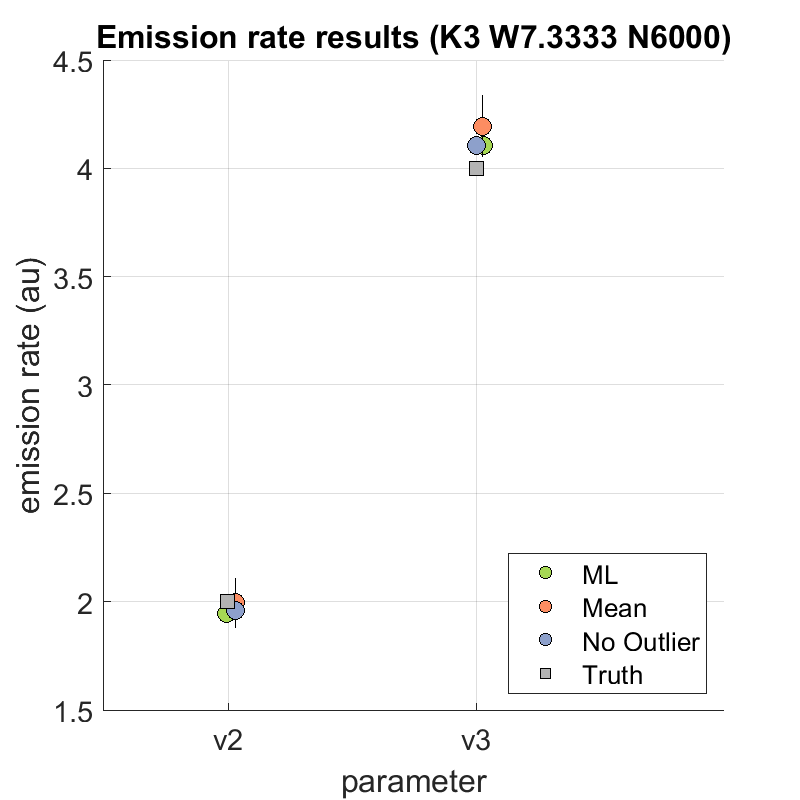 Emission rate results (K3 W7.3333 N6000)
4.5
4
3.5
3
2.5
2
1.5
emission rate (au)
v2
v3
parameter
ML
Mean
No Outlier
Truth